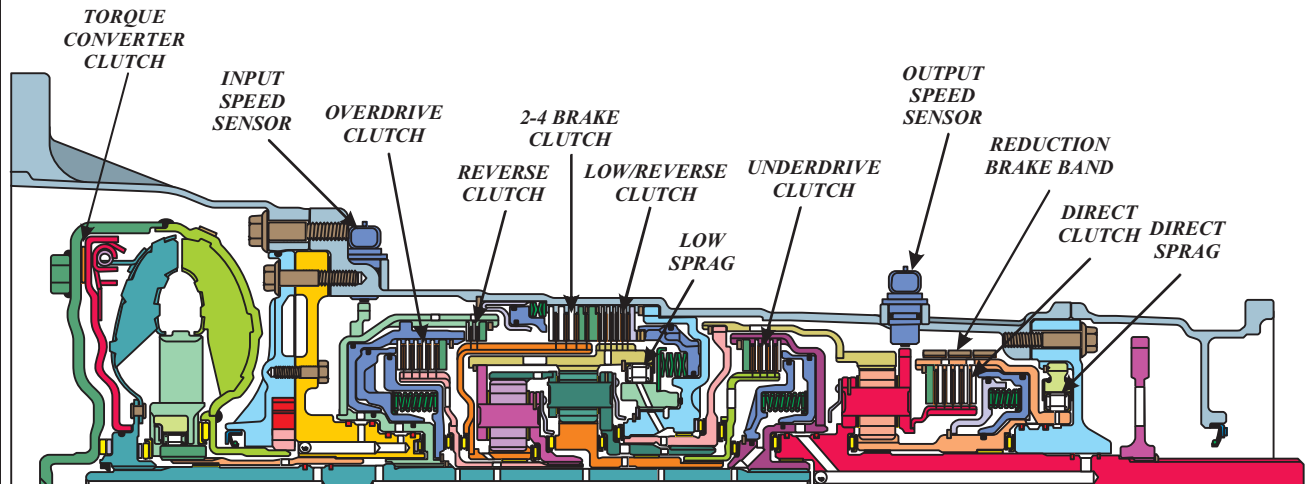 TORQUE
CONVERTER
CLUTCH
INPUT
SPEED
SENSOR
OVERDRIVE
CLUTCH
REVERSE
CLUTCH
2-4 BRAKE
CLUTCH
LOW/REVERSE
CLUTCH
LOW
SPRAG
UNDERDRIVE
CLUTCH
OUTPUT
SPEED
SENSOR
REDUCTION
BRAKE BAND
DIRECT
CLUTCH
DIRECT
SPRAG